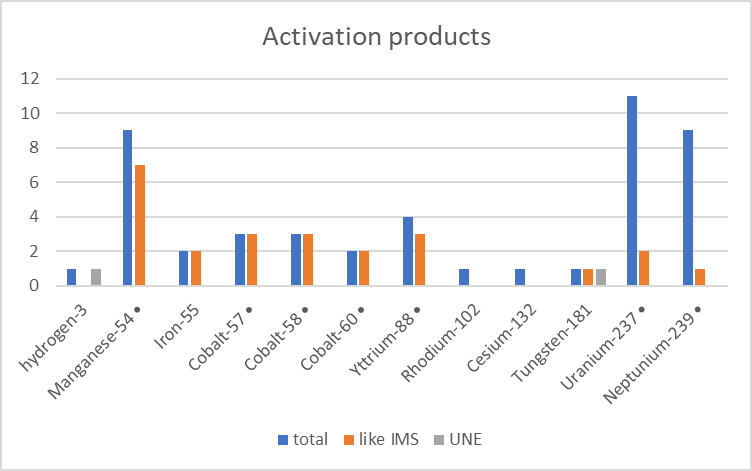 Activation products
12
10
8
6
4
2
0
hydrogen-3
Manganese-54•
Iron-55
Cobalt-57•
Cobalt-58•
Cobalt-60•
Yttrium-88•
Rhodium-102
Cesium-132
Tungsten-181
Uranium-237•
Neptunium-239•
total like IMS UNE